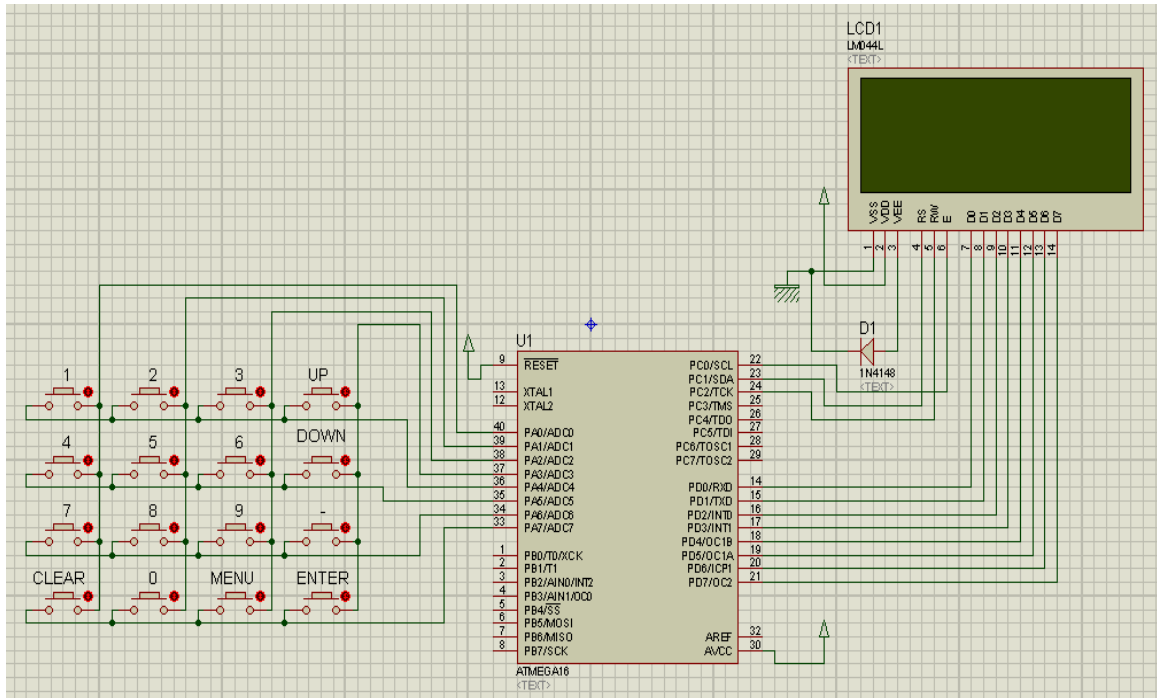 LCD1
LM044L
<TEXT>
VSS VDD VEE RS RW E D0 D1 D2 D3 D4 D5 D6 D7
1 2 3 4 5 6 7 8 9 10 11 12 13 14
D1
1N4148
<TEXT>
U1
9 RESET PC0/SCL 22
PC1/SDA 23
13 XTAL1 PC2/TCK 24
12 XTAL2 PC3/TMS 25
PC4/TDO 26
40 PA0/ADC0 PC5/TDI 27
39 PA1/ADC1 PC6/TOSC1 28
38 PA2/ADC2 PC7/TOSC2 29
37 PA3/ADC3
36 PA4/ADC4 PD0/RXD 14
35 PA5/ADC5 PD1/TXD 15
34 PA6/ADC6 PD2/INT0 16
33 PA7/ADC7 PD3/INT1 17
PD4/OC1B 18
1 PB0/T0/XCK PD5/OC1A 19
2 PB1/T1 PD6/ICP1 20
3 PB2/AIN0/INT2 PD7/OC2 21
4 PB3/AIN1/OC0
5 PB4/SS
6 PB5/MOSI
7 PB6/MISO AREF 32
8 PB7/SCK AVCC 30
ATMEGA16
<TEXT>
1 2 3 UP
4 5 6 DOWN
7 8 9 -
CLEAR 0 MENU ENTER